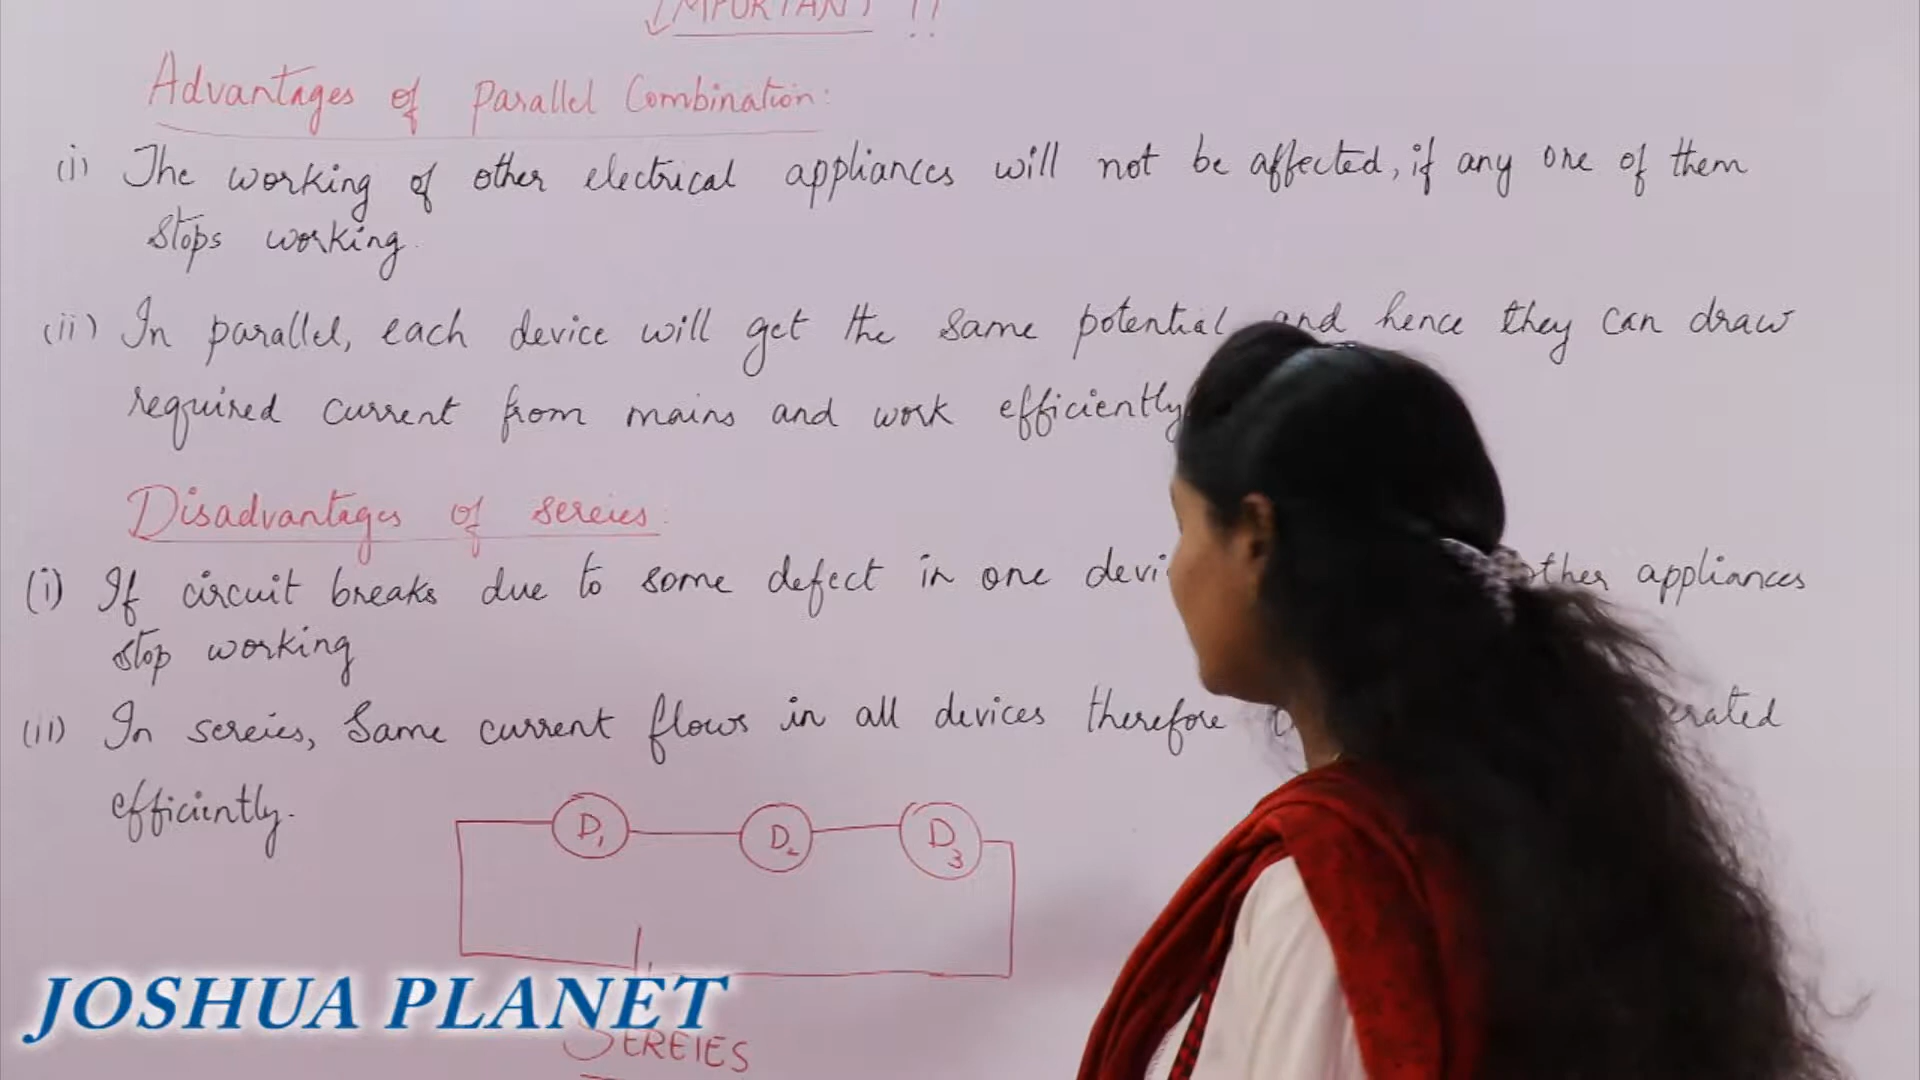 IMPORTANT !!
Advantages of Parallel Combination:
(i) The working of other electrical appliances will not be affected, if any one of them
stops working.
(ii) In parallel, each device will get the same potential and hence they can draw
required current from mains and work efficiently
Disadvantages of sereies:
(i) If circuit breaks due to some defect in one other appliances
stop working
(ii) In sereies, Same current flows in all devices therefore
efficiently.
D1 D2 D3
JOSHUA PLANET
SEREIES